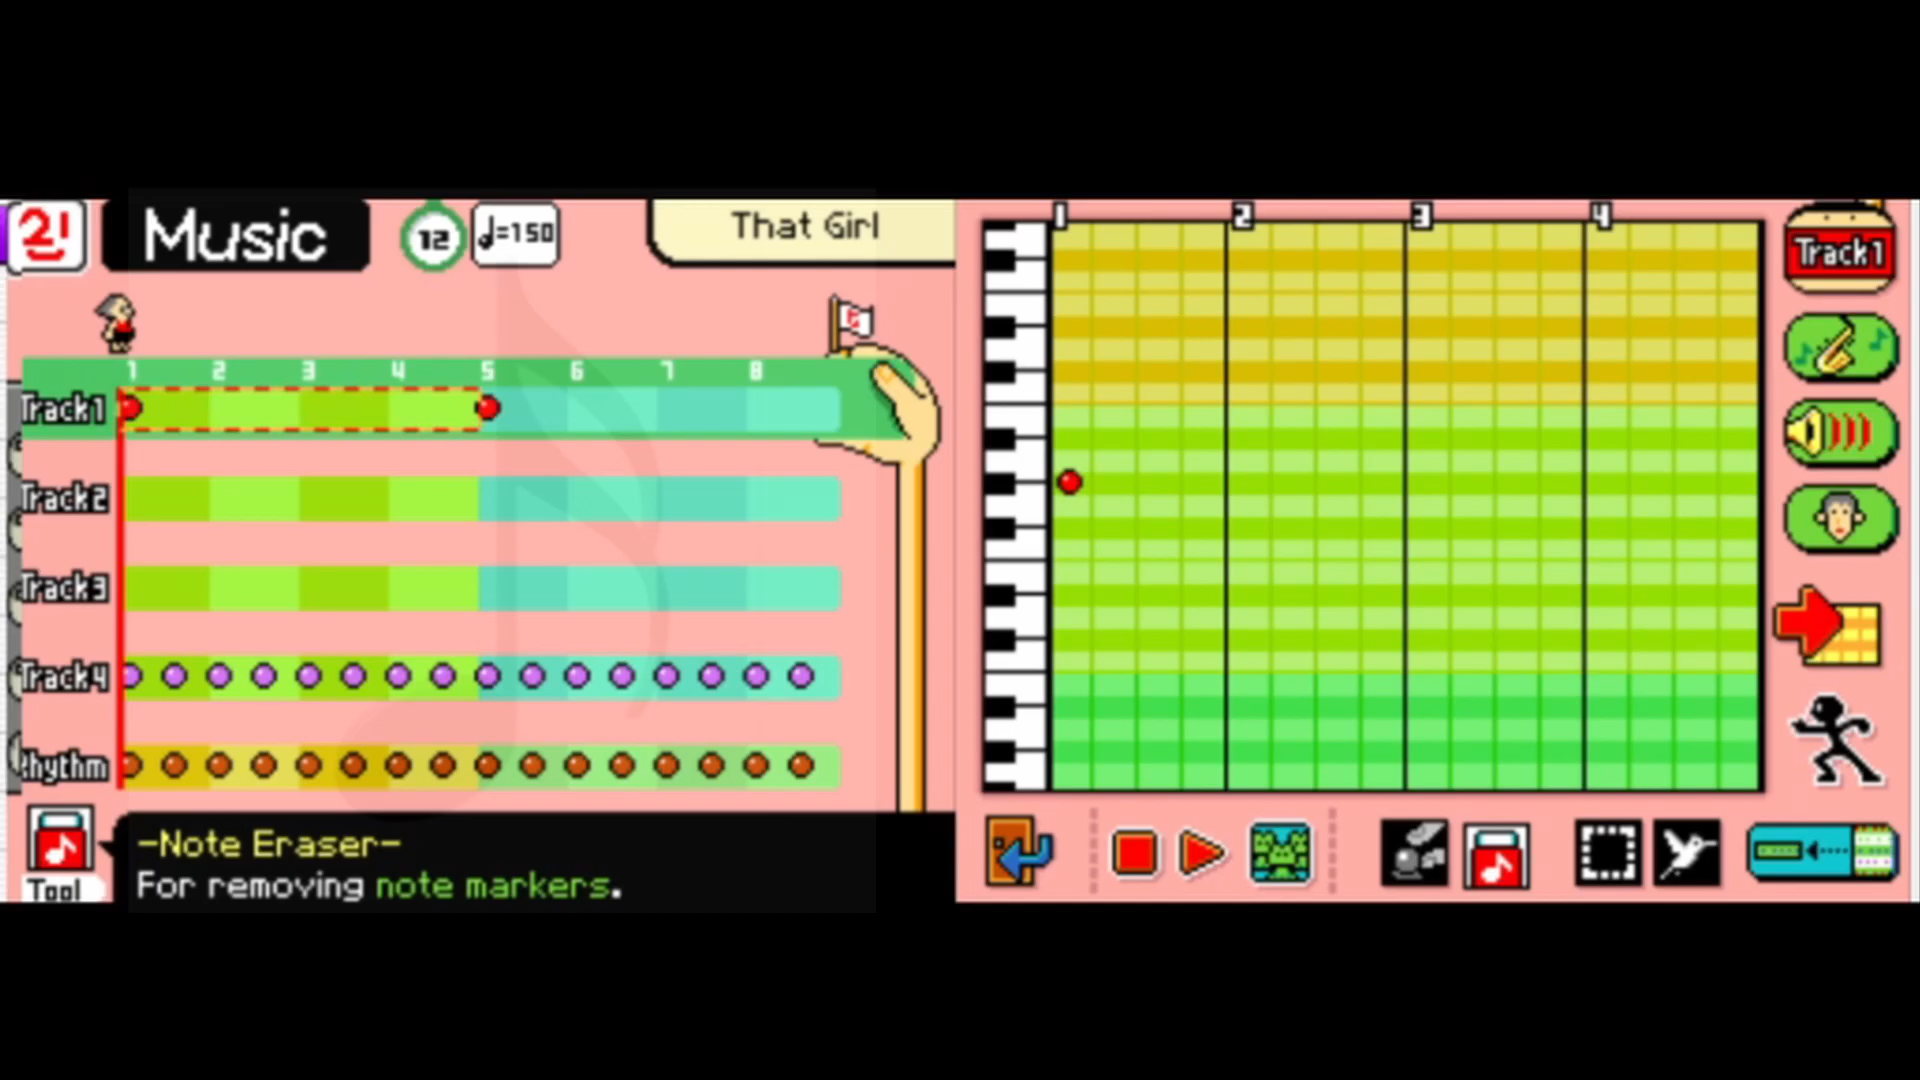 21
Music
12
♩=150
That Girl
1 2 3 4 5 6 7 8
Track1
Track2
Track3
Track4
Rhythm
Tool
-Note Eraser-
For removing note markers.
1 2 3 4
Track1